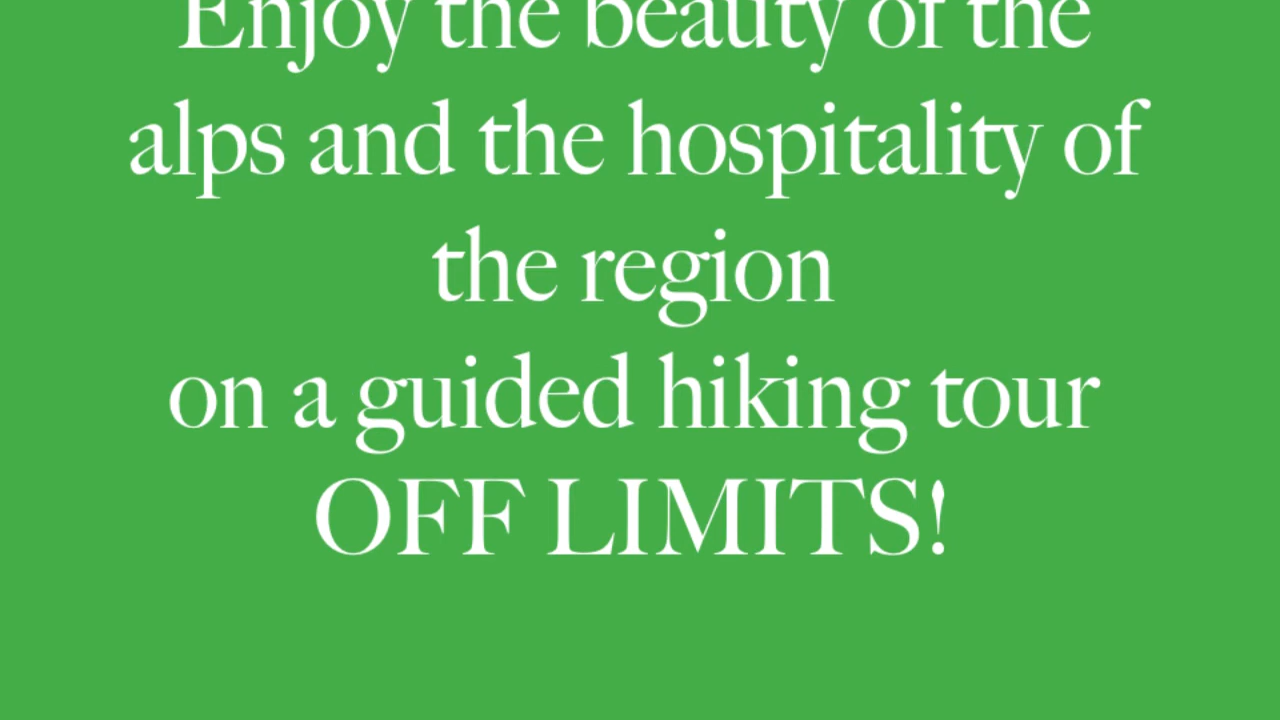 Enjoy the beauty of the
alps and the hospitality of
the region
on a guided hiking tour
OFF LIMITS!